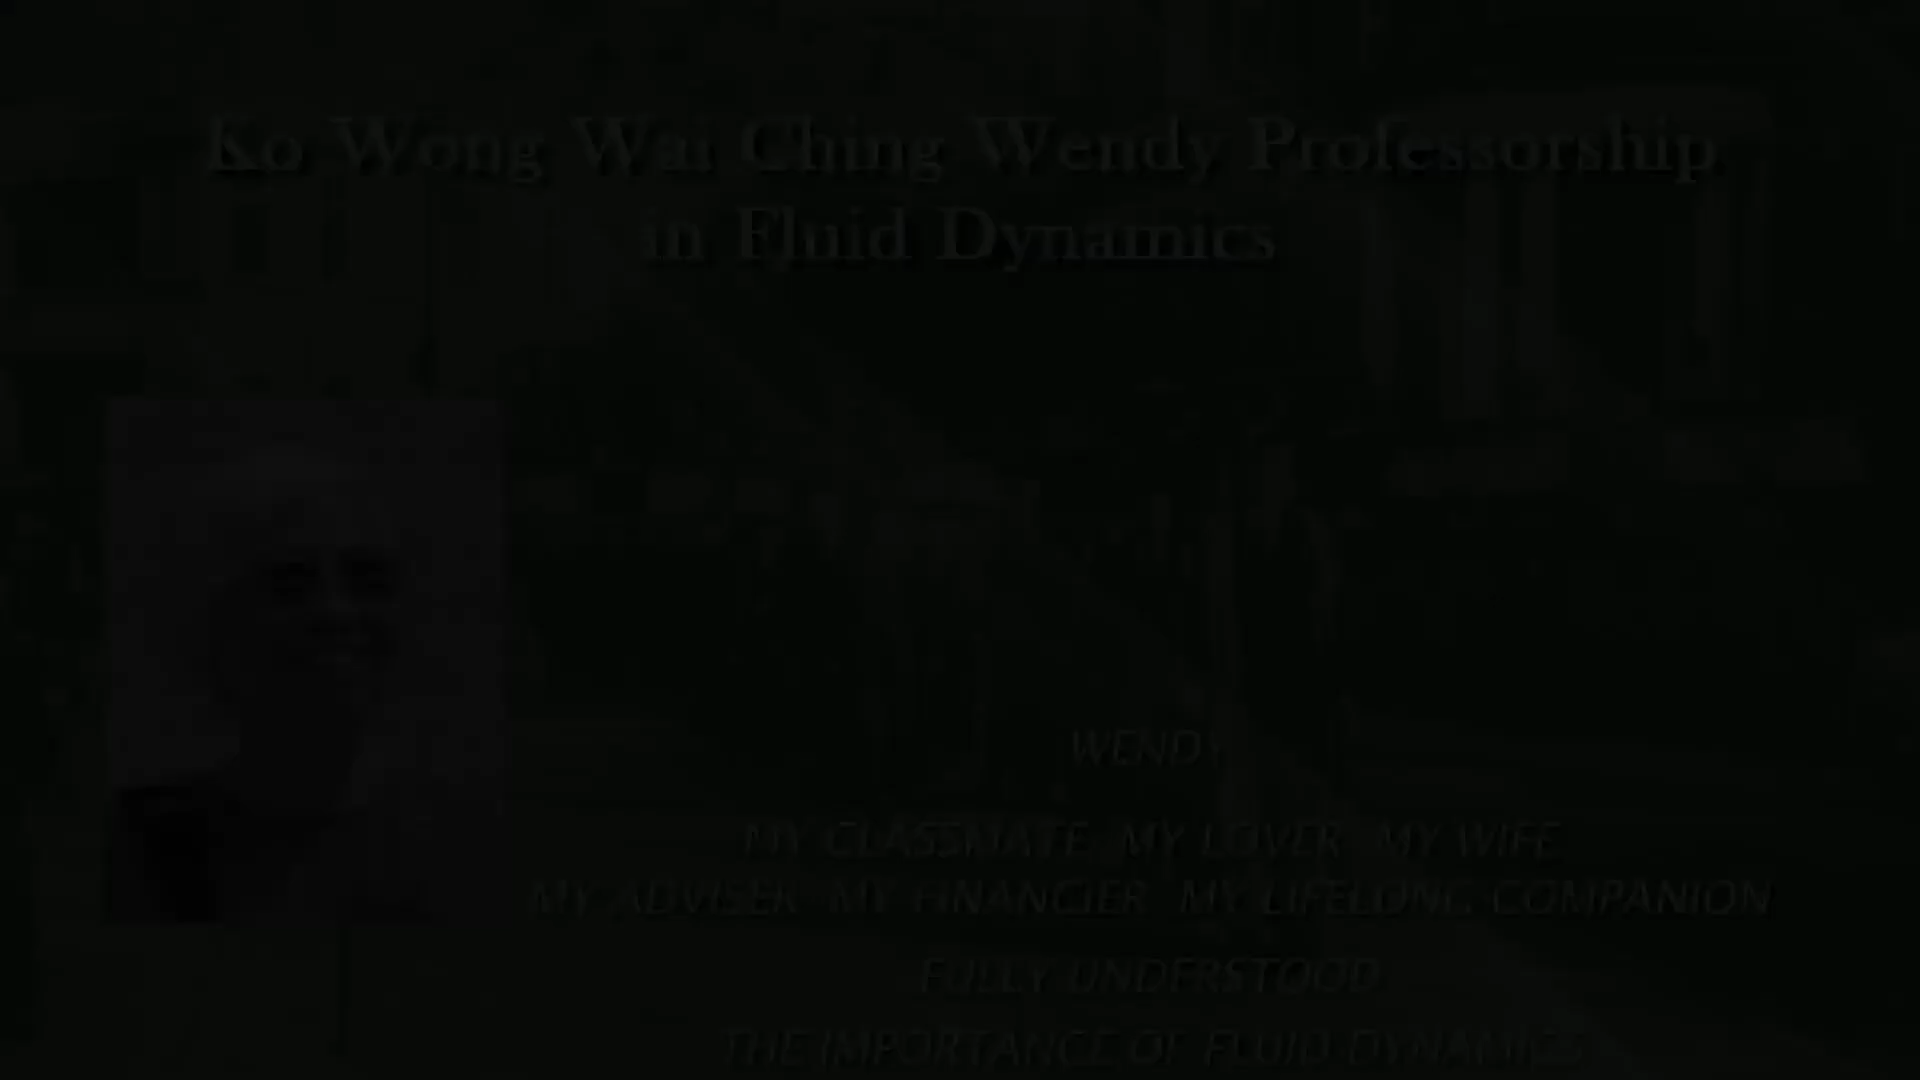 Ko Wong Wai Ching Wendy Professorship
in Fluid Dynamics
WENDY
MY CLASSMATE MY LOVER MY WIFE
MY ADVISER MY FINANCIER MY LIFELONG COMPANION
FULLY UNDERSTOOD
THE IMPORTANCE OF FLUID DYNAMICS